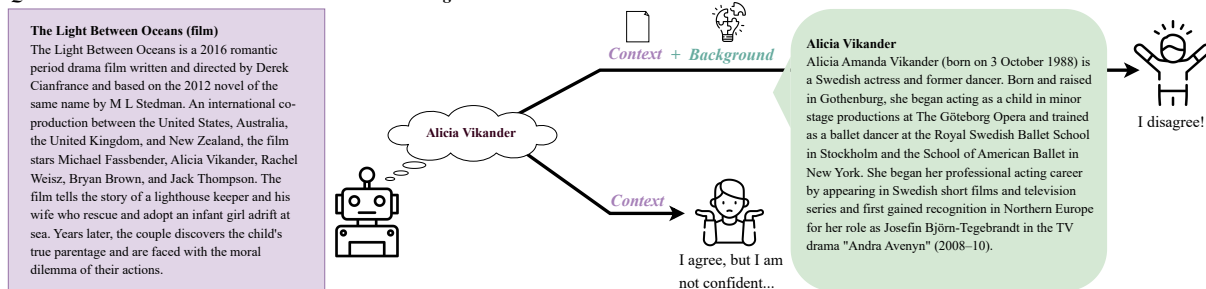 The Light Between Oceans (film)
The Light Between Oceans is a 2016 romantic
period drama film written and directed by Derek
Cianfrance and based on the 2012 novel of the
same name by M L Stedman. An international co-
production between the United States, Australia,
the United Kingdom, and New Zealand, the film
stars Michael Fassbender, Alicia Vikander, Rachel
Weisz, Bryan Brown, and Jack Thompson. The
film tells the story of a lighthouse keeper and his
wife who rescue and adopt an infant girl adrift at
sea. Years later, the couple discovers the child's
true parentage and are faced with the moral
dilemma of their actions.
Alicia Vikander
Context + Background
Context
I agree, but I am
not confident...
Alicia Vikander
Alicia Amanda Vikander (born on 3 October 1988) is
a Swedish actress and former dancer. Born and raised
in Gothenburg, she began acting as a child in minor
stage productions at The Göteborg Opera and trained
as a ballet dancer at the Royal Swedish Ballet School
in Stockholm and the School of American Ballet in
New York. She began her professional acting career
by appearing in Swedish short films and television
series and first gained recognition in Northern Europe
for her role as Josefin Björn-Tegebrandt in the TV
drama "Andra Avenyn" (2008–10).
I disagree!